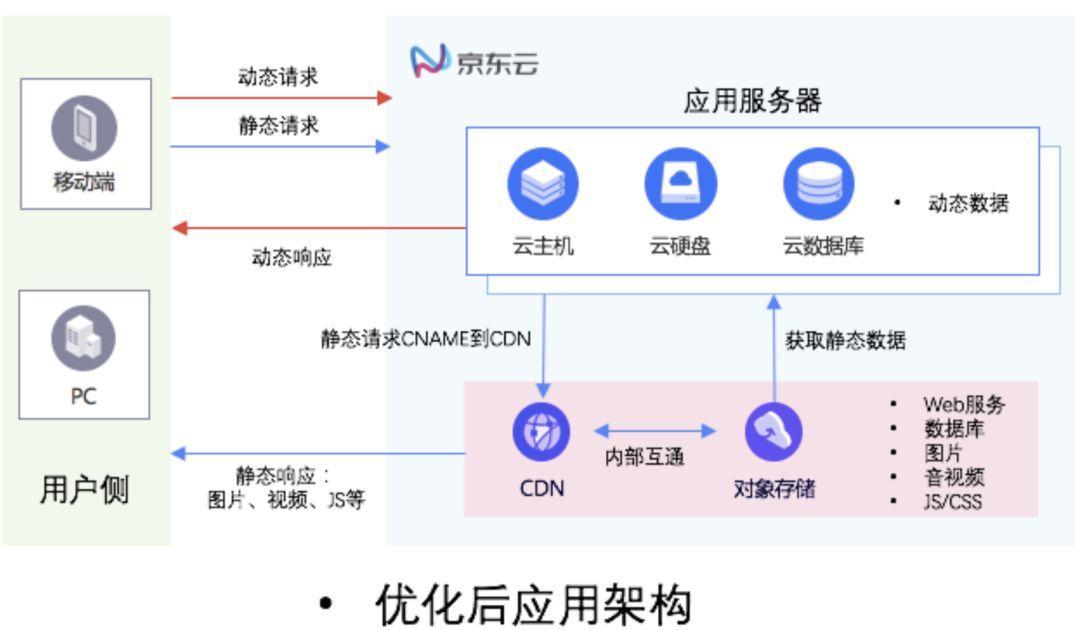 京东云
动态请求
静态请求
移动端
动态响应
应用服务器
云主机
云硬盘
云数据库
• 动态数据
静态请求CNAME到CDN
获取静态数据
PC
用户侧
静态响应：
图片、视频、JS等
CDN
内部互通
对象存储
• Web服务
• 数据库
• 图片
• 音视频
• JS/CSS
• 优化后应用架构